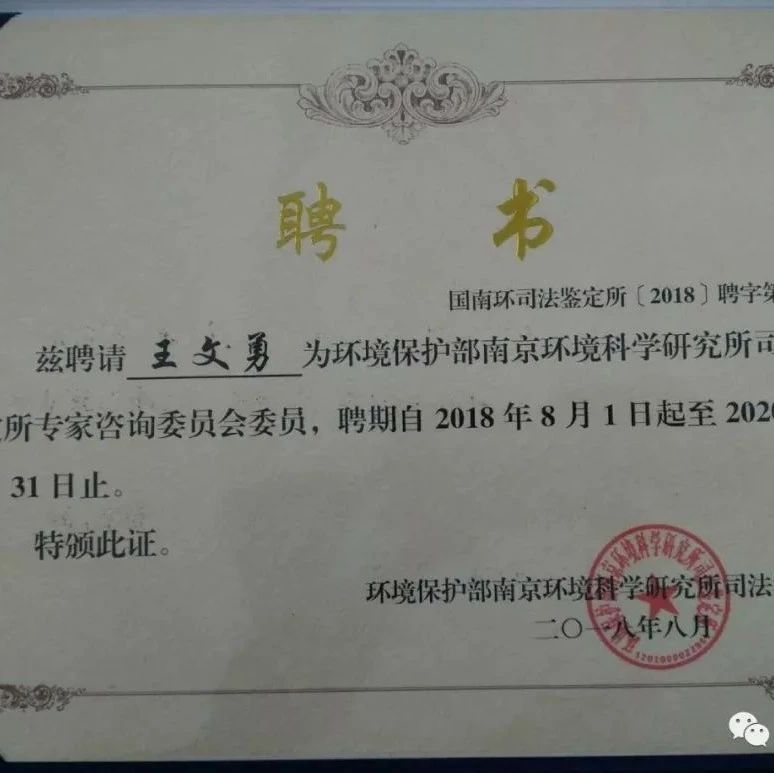 聘 书
国南环司法鉴定所〔2018〕聘字第
兹聘请 王文勇 为环境保护部南京环境科学研究所司
所专家咨询委员会委员，聘期自 2018 年 8 月 1 日起至 2020
31 日止。
特颁此证。
环境保护部南京环境科学研究所司法
二〇一八年八月